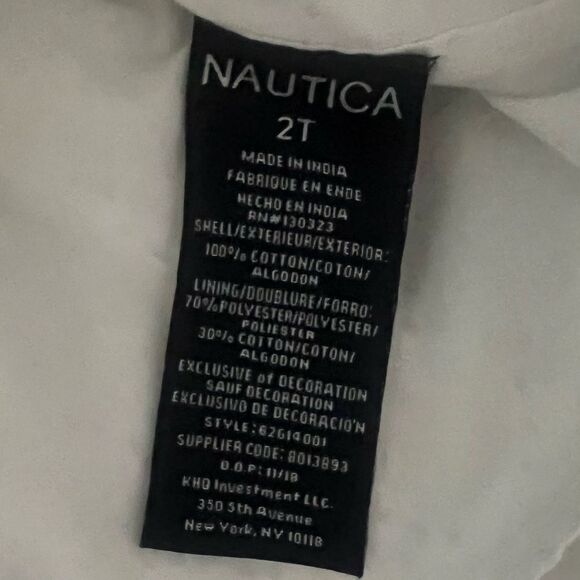 NAUTICA
2T
MADE IN INDIA
FABRIQUE EN ENDE
HECHO EN INDIA
RN#130323
SHELL/EXTERIEUR/EXTERIOR:
100% COTTON/COTON/
ALGODON
LINING/DOUBLURE/FORRO:
70%POLYESTER/POLYESTER/
POLIESTER
30% COTTON/COTON/
ALGODON
EXCLUSIVE of DECORATION
SAUF DECORATION
EXCLUSIVO DE DECORACIO'N
STYLE:62614001
SUPPLIER CODE: 8013893
D.O.P: 11/18
KHQ Investment LLC.
350 5th Avenue
New York, NY 10118